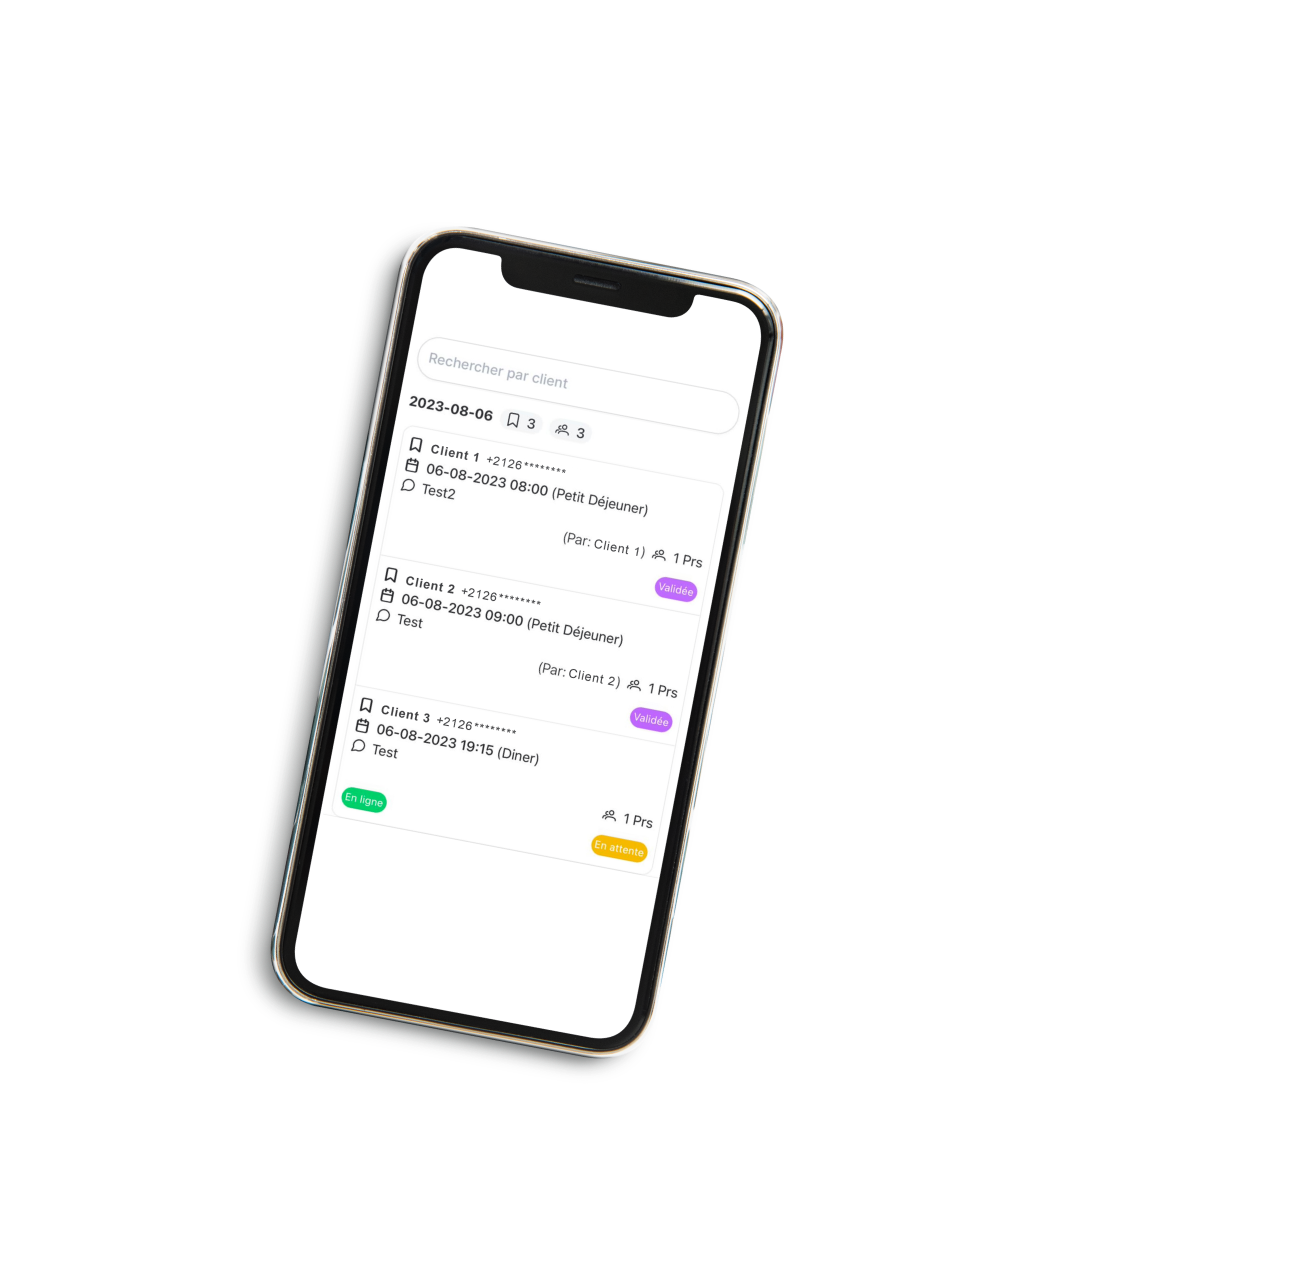 Rechercher par client
2023-08-06 3 3
Client 1 +2126********
06-08-2023 08:00 (Petit Déjeuner)
Test2
(Par: Client 1) 1 Prs
Validée
Client 2 +2126********
06-08-2023 09:00 (Petit Déjeuner)
Test
(Par: Client 2) 1 Prs
Validée
Client 3 +2126********
06-08-2023 19:15 (Diner)
Test
En ligne 1 Prs
En attente